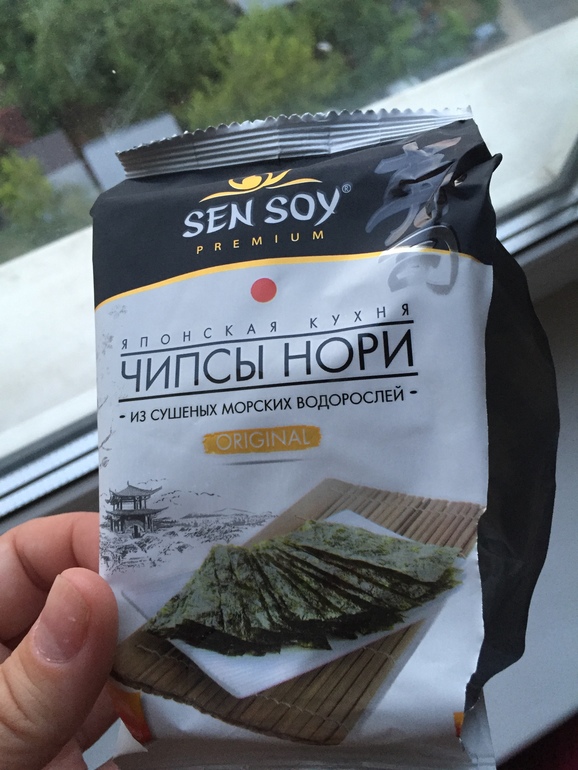 SEN SOY®
PREMIUM
ЯПОНСКАЯ КУХНЯ
ЧИПСЫ НОРИ
- ИЗ СУШЕНЫХ МОРСКИХ ВОДОРОСЛЕЙ -
ORIGINAL